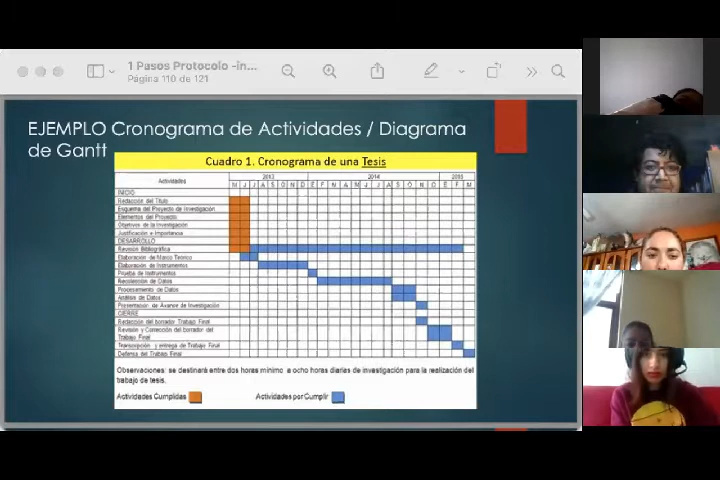 1 Pasos Protocolo -in...
Página 110 de 121
EJEMPLO Cronograma de Actividades / Diagrama
de Gantt
Cuadro 1. Cronograma de una Tesis
Actividades
2013 2014 2015
M J J A S O N D E F M A M J J A S O N D E F M
INICIO
Redacción del Título
Esquema del Proyecto de Investigación
Elementos del Proyecto
Objetivos de la Investigación
Justificación e Importancia
DESARROLLO
Revisión Bibliográfica
Elaboración de Marco Teórico
Elaboración de Instrumentos
Prueba de Instrumentos
Recolección de Datos
Procesamiento de Datos
Análisis de Datos
Presentación de Avance de Investigación
CIERRE
Redacción del borrador Trabajo Final
Revisión y Corrección del borrador del
Trabajo Final
Transcripción y entrega de Trabajo Final
Defensa del Trabajo Final
Observaciones: se destinará entre dos horas mínimo a ocho horas diarias de investigación para la realización del
trabajo de tesis.
Actividades Cumplidas Actividades por Cumplir